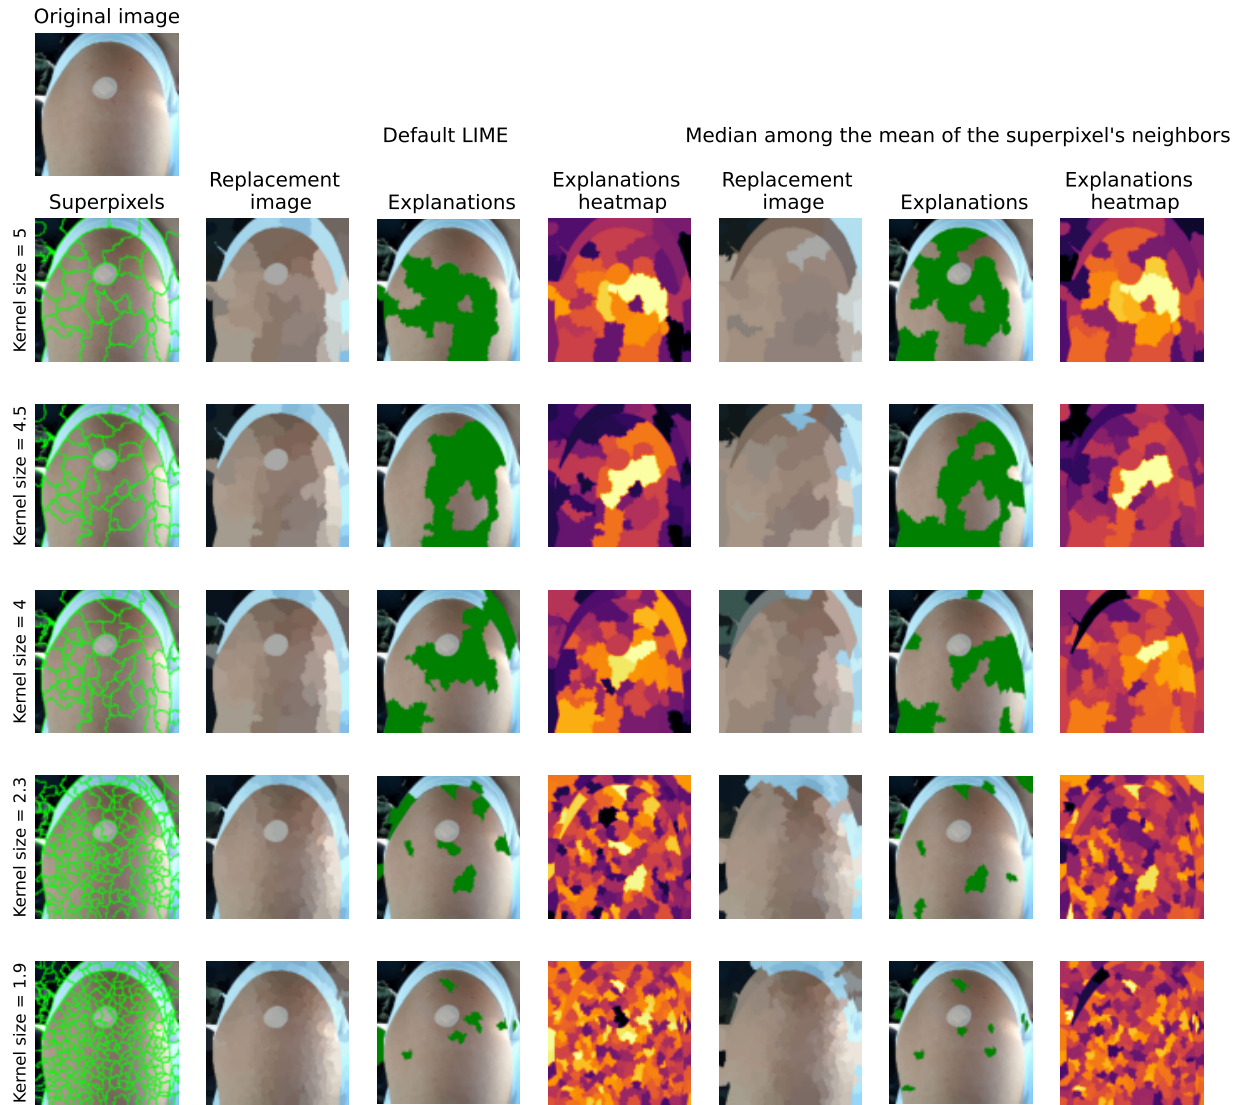 Original image
Default LIME
Median among the mean of the superpixel's neighbors
Superpixels
Replacement
image
Explanations
Explanations
heatmap
Replacement
image
Explanations
Explanations
heatmap
Kernel size = 5
Kernel size = 4.5
Kernel size = 4
Kernel size = 2.3
Kernel size = 1.9